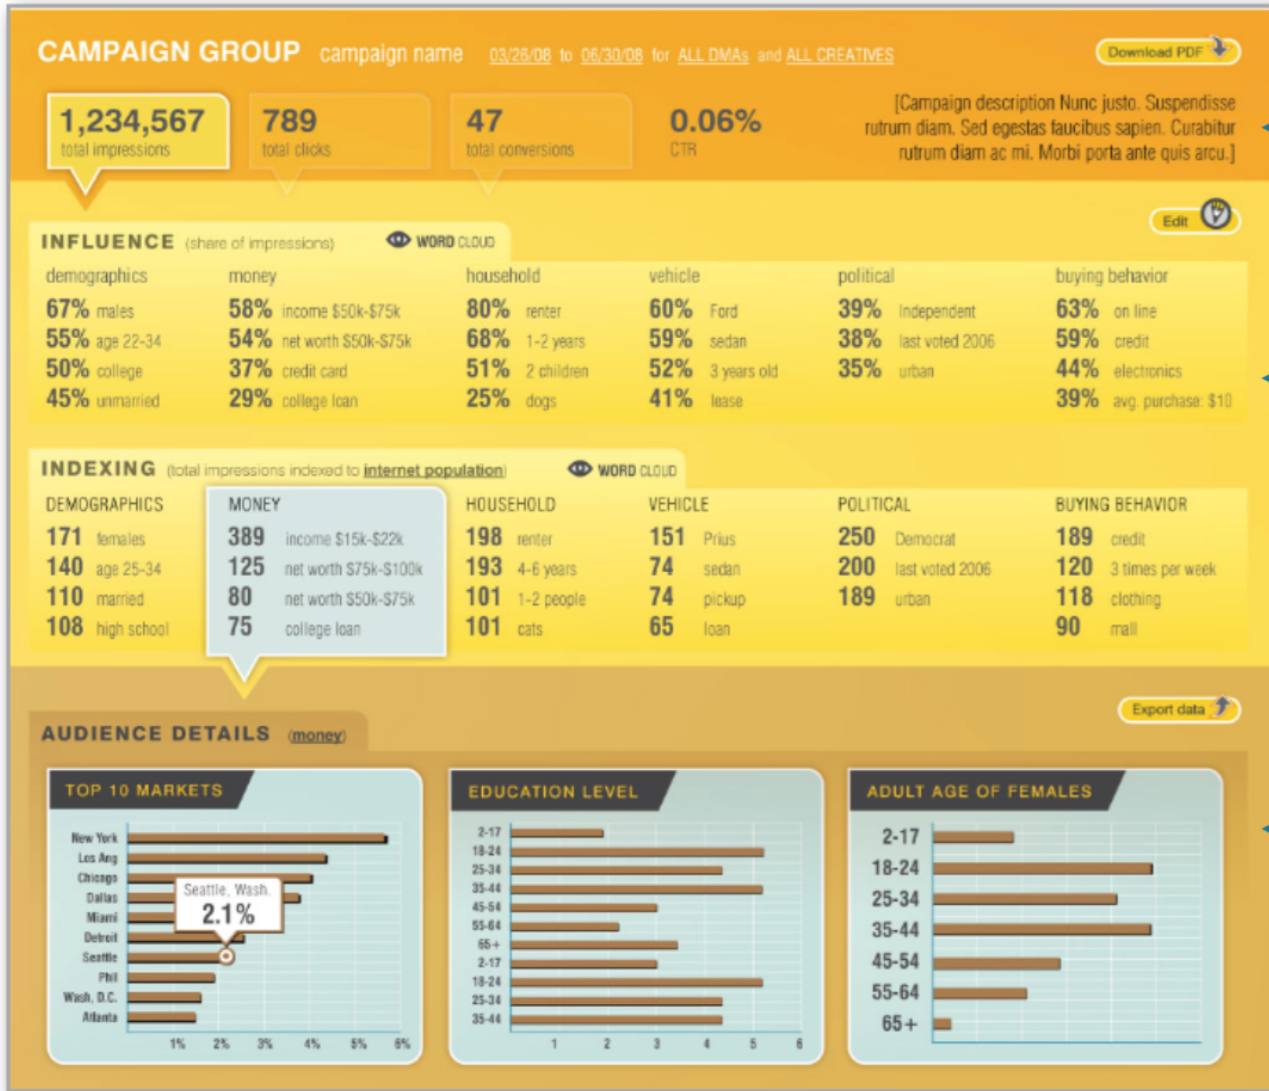 CAMPAIGN GROUP campaign name 03/26/08 to 06/30/08 for ALL DMAs and ALL CREATIVES
Download PDF
1,234,567
total impressions
789
total clicks
47
total conversions
0.06%
CTR
[Campaign description Nunc justo. Suspendisse
rutrum diam. Sed egestas faucibus sapien. Curabitur
rutrum diam ac mi. Morbi porta ante quis arcu.]
Edit
INFLUENCE (share of impressions) WORD CLOUD
demographics
67% males
55% age 22-34
50% college
45% unmarried
money
58% income $50k-$75k
54% net worth $50k-$75k
37% credit card
29% college loan
household
80% renter
68% 1-2 years
51% 2 children
25% dogs
vehicle
60% Ford
59% sedan
52% 3 years old
41% lease
political
39% Independent
38% last voted 2006
35% urban
buying behavior
63% on line
59% credit
44% electronics
39% avg. purchase: $10
INDEXING (total impressions indexed to internet population) WORD CLOUD
DEMOGRAPHICS
171 females
140 age 25-34
110 married
108 high school
MONEY
389 income $15k-$22k
125 net worth $75k-$100k
80 net worth $50k-$75k
75 college loan
HOUSEHOLD
198 renter
193 4-6 years
101 1-2 people
101 cats
VEHICLE
151 Prius
74 sedan
74 pickup
65 loan
POLITICAL
250 Democrat
200 last voted 2006
189 urban
BUYING BEHAVIOR
189 credit
120 3 times per week
118 clothing
90 mall
Export data
AUDIENCE DETAILS (money)
TOP 10 MARKETS
New York
Los Ang
Chicago
Dallas
Miami
Detroit
Seattle
Phil
Wash, D.C.
Atlanta
Seattle, Wash.
2.1%
1% 2% 3% 4% 5% 6%
EDUCATION LEVEL
2-17
18-24
25-34
35-44
45-54
55-64
65+
2-17
18-24
25-34
35-44
1 2 3 4 5 6
ADULT AGE OF FEMALES
2-17
18-24
25-34
35-44
45-54
55-64
65+